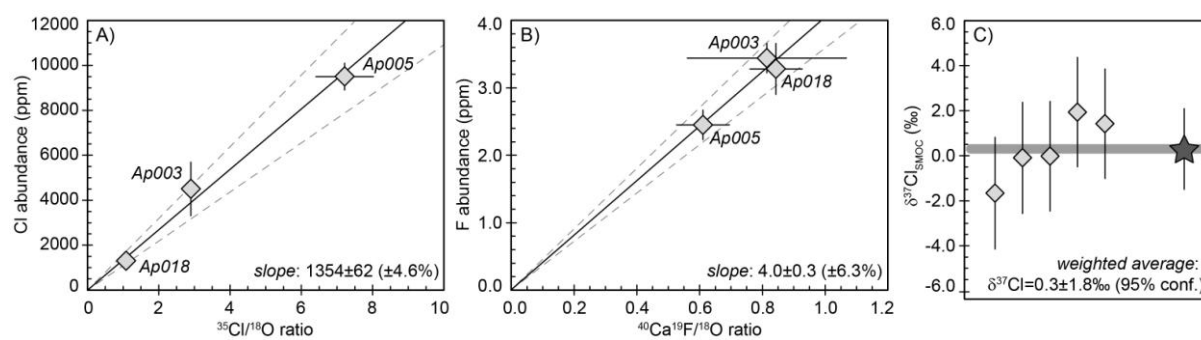 A)
12000
10000
8000
6000
4000
2000
0
Cl abundance (ppm)
Ap005
Ap003
Ap018
slope: 1354±62 (±4.6%)
0 2 4 6 8 10
³⁵Cl/¹⁸O ratio
B)
4.0
3.0
2.0
1.0
0.0
F abundance (ppm)
Ap003
Ap018
Ap005
slope: 4.0±0.3 (±6.3%)
0.0 0.2 0.4 0.6 0.8 1.0 1.2
⁴⁰Ca¹⁹F/¹⁸O ratio
C)
6.0
4.0
2.0
0.0
-2.0
-4.0
-6.0
δ³⁷Cl_SMOC (‰)
weighted average:
δ³⁷Cl=0.3±1.8‰ (95% conf.)